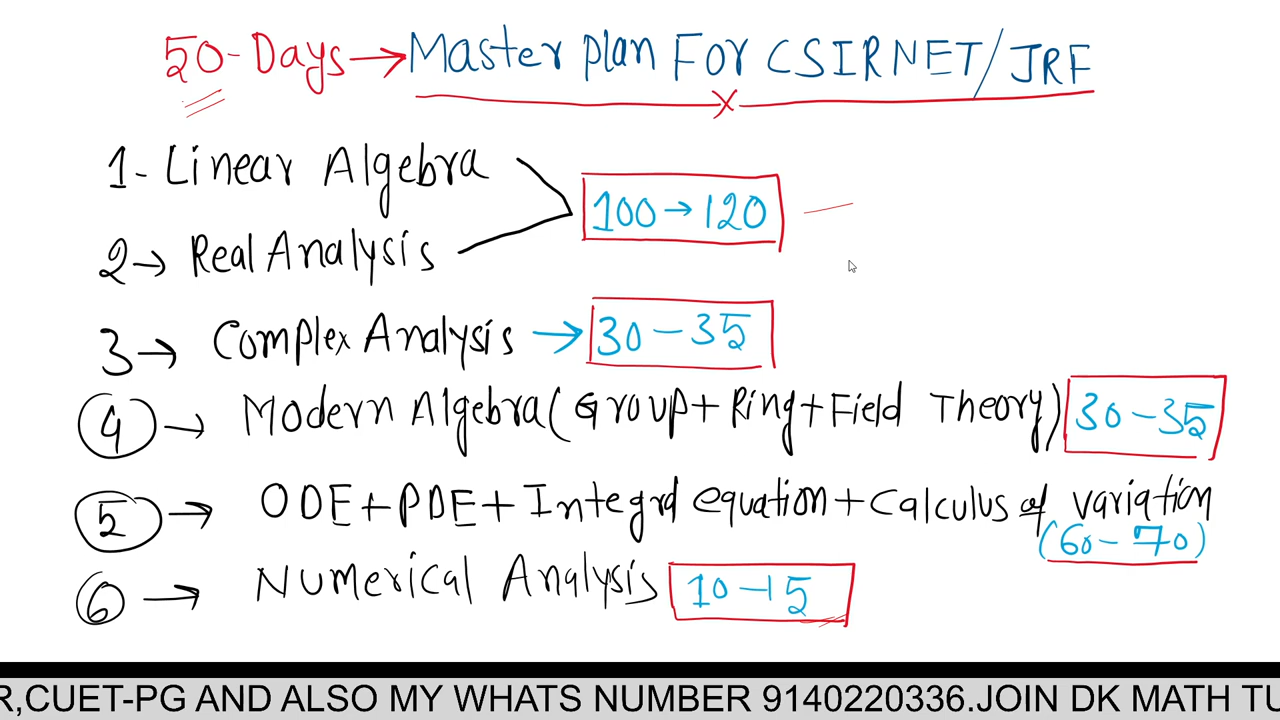 50-Days → Master plan For CSIRNET/JRF
1- Linear Algebra
100 → 120
2→ Real Analysis
3→ Complex Analysis → 30-35
4 → Modern Algebra (Group + Ring + Field Theory) 30-35
5 → ODE + PDE + Integral equation + Calculus of variation
(60-70)
6 → Numerical Analysis 10-15
R,CUET-PG AND ALSO MY WHATS NUMBER 9140220336.JOIN DK MATH TU